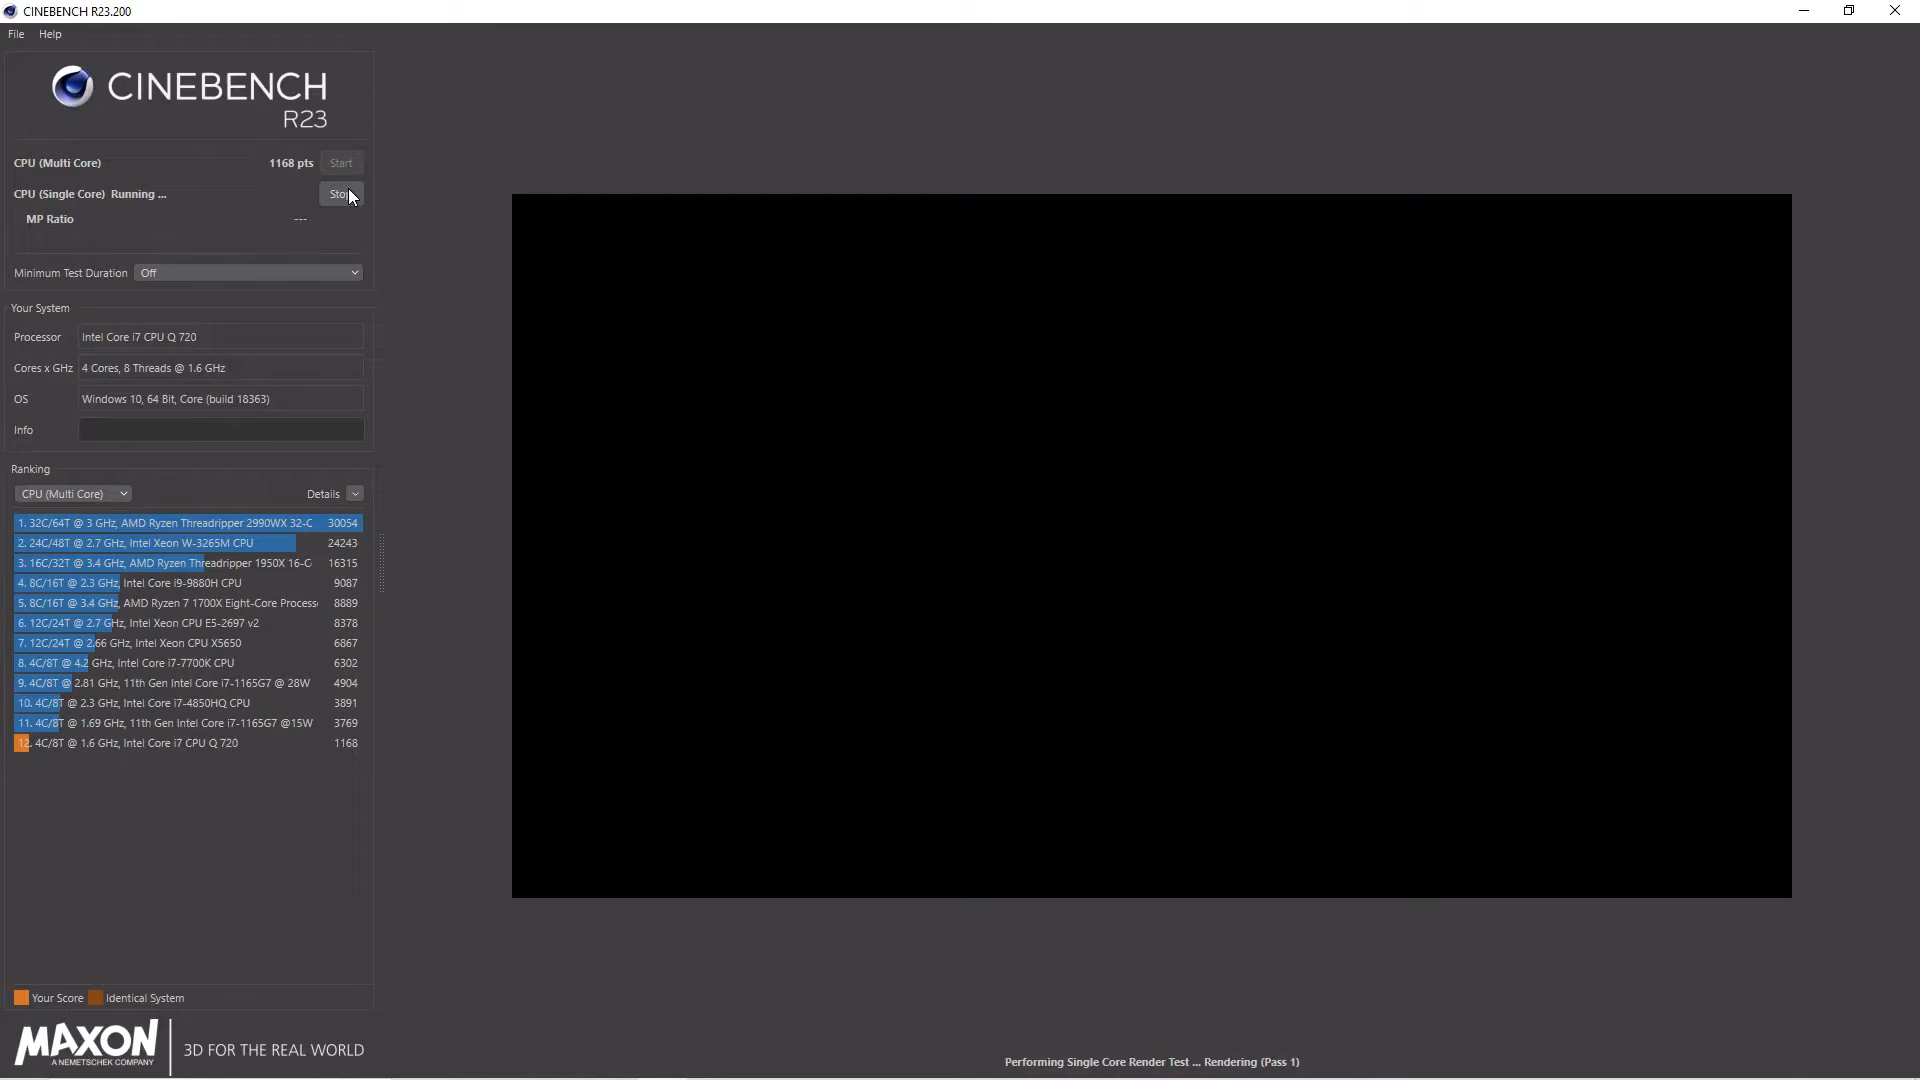 CINEBENCH R23.200
File Help
CINEBENCH
R23
CPU (Multi Core) 1168 pts Start
CPU (Single Core) Running ... Stop
MP Ratio ---
Minimum Test Duration Off
Your System
Processor Intel Core i7 CPU Q 720
Cores x GHz 4 Cores, 8 Threads @ 1.6 GHz
OS Windows 10, 64 Bit, Core (build 18363)
Info
Ranking
CPU (Multi Core) Details
1. 32C/64T @ 3 GHz, AMD Ryzen Threadripper 2990WX 32-C 30054
2. 24C/48T @ 2.7 GHz, Intel Xeon W-3265M CPU 24243
3. 16C/32T @ 3.4 GHz, AMD Ryzen Threadripper 1950X 16-C 16315
4. 8C/16T @ 2.3 GHz, Intel Core i9-9880H CPU 9087
5. 8C/16T @ 3.4 GHz, AMD Ryzen 7 1700X Eight-Core Process 8889
6. 12C/24T @ 2.7 GHz, Intel Xeon CPU E5-2697 v2 8378
7. 12C/24T @ 2.66 GHz, Intel Xeon CPU X5650 6867
8. 4C/8T @ 4.2 GHz, Intel Core i7-7700K CPU 6302
9. 4C/8T @ 2.81 GHz, 11th Gen Intel Core i7-1165G7 @ 28W 4904
10. 4C/8T @ 2.3 GHz, Intel Core i7-4850HQ CPU 3891
11. 4C/8T @ 1.69 GHz, 11th Gen Intel Core i7-1165G7 @15W 3769
12. 4C/8T @ 1.6 GHz, Intel Core i7 CPU Q 720 1168
Your Score Identical System
MAXON
A NEMETSCHEK COMPANY
3D FOR THE REAL WORLD
Performing Single Core Render Test ... Rendering (Pass 1)